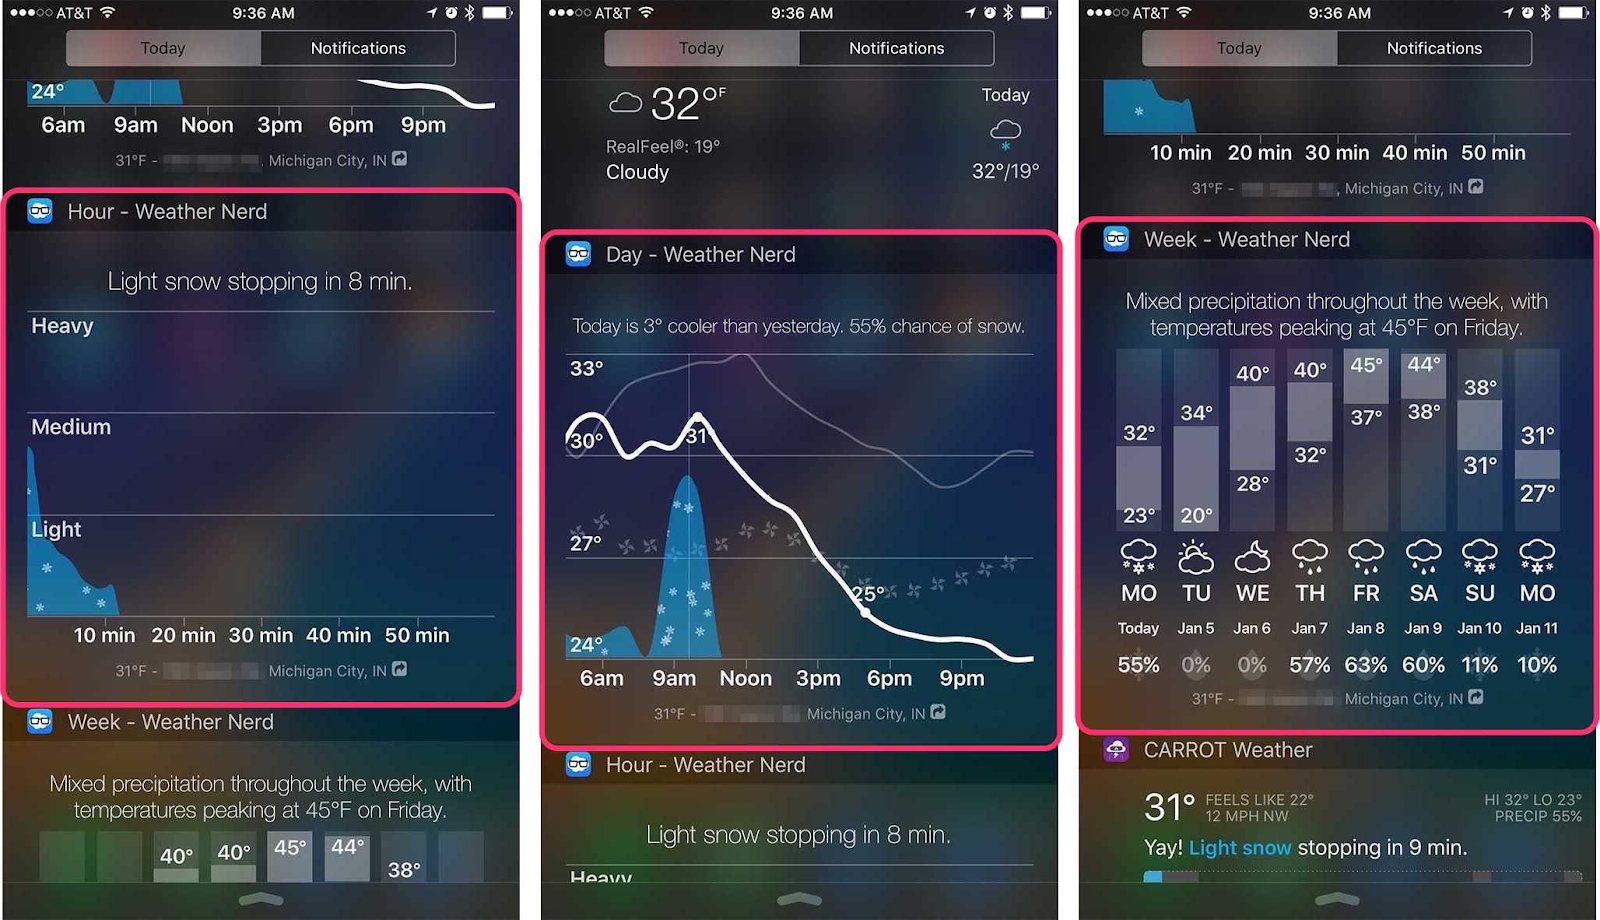 AT&T 9:36 AM
Today Notifications
24°
6am 9am Noon 3pm 6pm 9pm
31°F - Michigan City, IN
Hour - Weather Nerd
Light snow stopping in 8 min.
Heavy
Medium
Light
10 min 20 min 30 min 40 min 50 min
31°F - Michigan City, IN
Week - Weather Nerd
Mixed precipitation throughout the week, with
temperatures peaking at 45°F on Friday.
40° 40° 45° 44° 38°
AT&T 9:36 AM
Today Notifications
32°F Today
RealFeel®: 19°
Cloudy 32°/19°
Day - Weather Nerd
Today is 3° cooler than yesterday. 55% chance of snow.
33°
30° 31°
27°
25°
24°
6am 9am Noon 3pm 6pm 9pm
31°F - Michigan City, IN
Hour - Weather Nerd
Light snow stopping in 8 min.
Heavy
AT&T 9:36 AM
Today Notifications
10 min 20 min 30 min 40 min 50 min
31°F - , Michigan City, IN
Week - Weather Nerd
Mixed precipitation throughout the week, with
temperatures peaking at 45°F on Friday.
32° 34° 40° 40° 45° 44° 38° 31°
23° 20° 28° 32° 37° 38° 31° 27°
MO TU WE TH FR SA SU MO
Today Jan 5 Jan 6 Jan 7 Jan 8 Jan 9 Jan 10 Jan 11
55% 0% 0% 57% 63% 60% 11% 10%
31°F - Michigan City, IN
CARROT Weather
31° FEELS LIKE 22° HI 32° LO 23°
12 MPH NW PRECIP 55%
Yay! Light snow stopping in 9 min.